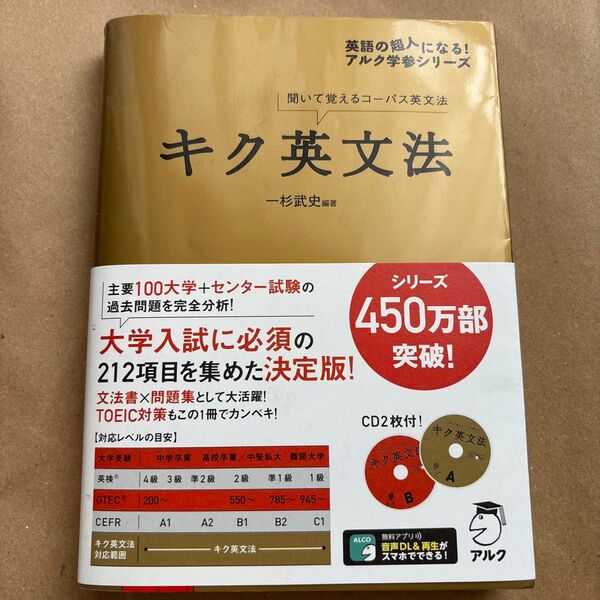 英語の超人になる!
アルク学参シリーズ
聞いて覚えるコーパス英文法
キク英文法
一杉武史編著
主要100大学+センター試験の
過去問題を完全分析!
大学入試に必須の
212項目を集めた決定版!
文法書×問題集として大活躍!
TOEIC対策もこの1冊でカンペキ!
シリーズ
450万部
突破!
CD2枚付!
キク英文法
A
キク英文法
B
【対応レベルの目安】
大学受験 中学卒業 高校卒業/中堅私大 難関大学
英検® 4級 3級 準2級 2級 準1級 1級
GTEC® 200~ 550~ 785~ 945~
CEFR A1 A2 B1 B2 C1
キク英文法
対応範囲
キク英文法
ALCO
無料アプリ
音声DL&再生が
スマホでできる!
アルク